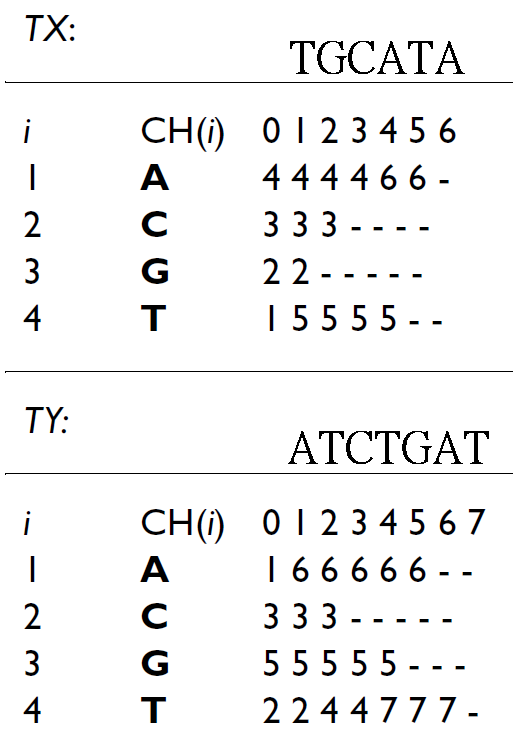 TX:
TGCATA
i CH(i) 0 1 2 3 4 5 6
1 A 4 4 4 4 6 6 -
2 C 3 3 3 - - - -
3 G 2 2 - - - - -
4 T 1 5 5 5 5 - -
TY:
ATCTGAT
i CH(i) 0 1 2 3 4 5 6 7
1 A 1 6 6 6 6 6 - -
2 C 3 3 3 - - - - -
3 G 5 5 5 5 5 - - -
4 T 2 2 4 4 7 7 7 -